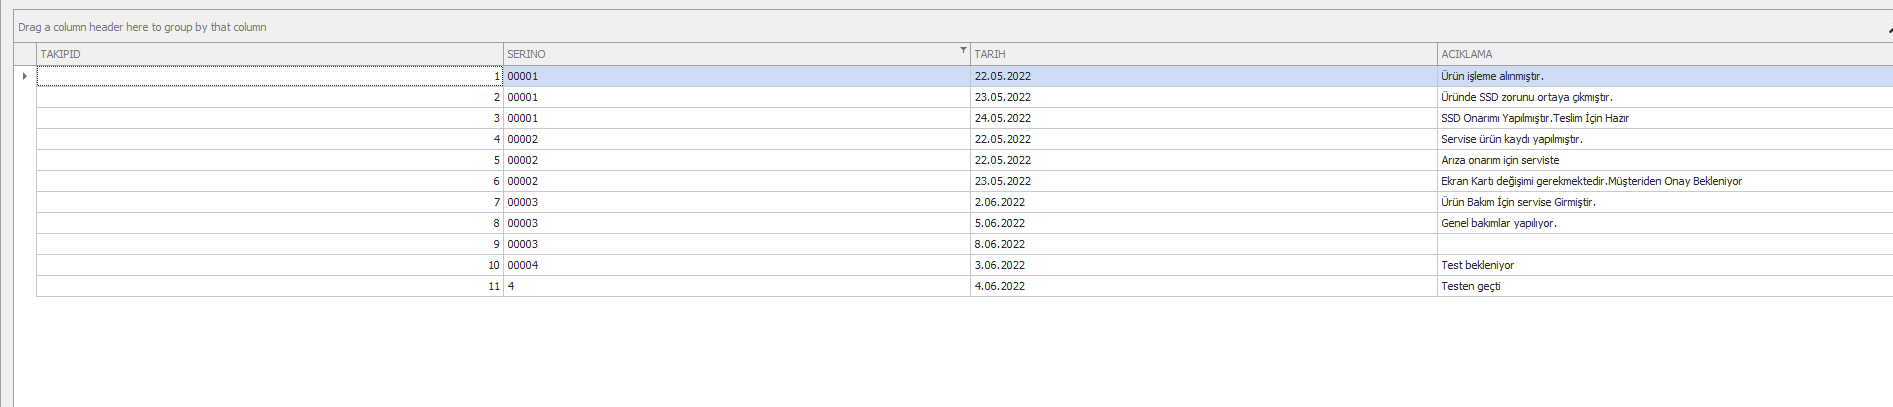 Drag a column header here to group by that column
TAKIPID SERINO TARIH ACIKLAMA
1 00001 22.05.2022 Ürün işleme alınmıştır.
2 00001 23.05.2022 Üründe SSD zorunu ortaya çıkmıştır.
3 00001 24.05.2022 SSD Onarımı Yapılmıştır.Teslim İçin Hazır
4 00002 22.05.2022 Servise ürün kaydı yapılmıştır.
5 00002 22.05.2022 Arıza onarım için serviste
6 00002 23.05.2022 Ekran Kartı değişimi gerekmektedir.Müşteriden Onay Bekleniyor
7 00003 2.06.2022 Ürün Bakım İçin servise Girmiştir.
8 00003 5.06.2022 Genel bakımlar yapılıyor.
9 00003 8.06.2022
10 00004 3.06.2022 Test bekleniyor
11 4 4.06.2022 Testen geçti